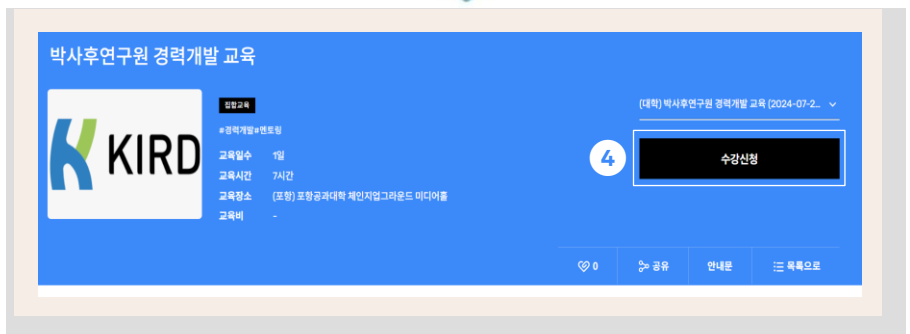 박사후연구원 경력개발 교육
KIRD
집합교육
#경력개발#멘토링
교육일수 1일
교육시간 7시간
교육장소 (포항) 포항공과대학 체인지업그라운드 미디어홀
교육비 -
(대학) 박사후연구원 경력개발 교육 (2024-07-2...
4
수강신청
0 공유 안내문 목록으로